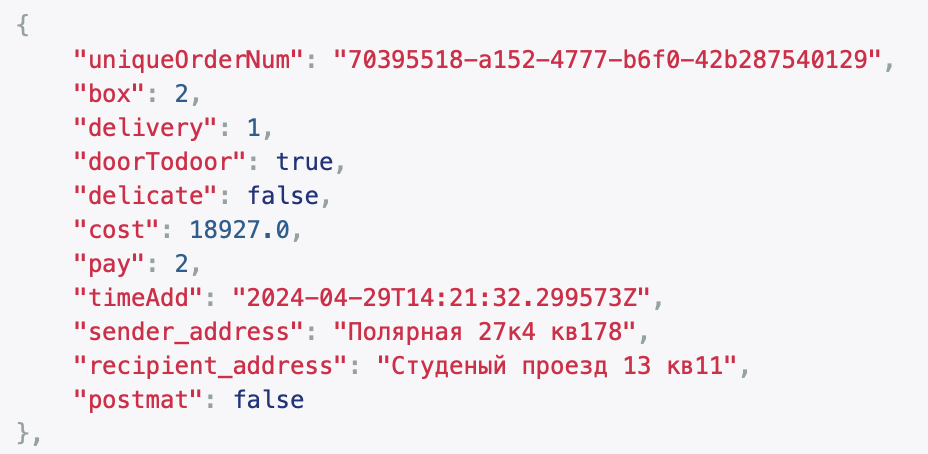 {
"uniqueOrderNum": "70395518-a152-4777-b6f0-42b287540129",
"box": 2,
"delivery": 1,
"doorTodoor": true,
"delicate": false,
"cost": 18927.0,
"pay": 2,
"timeAdd": "2024-04-29T14:21:32.299573Z",
"sender_address": "Полярная 27к4 кв178",
"recipient_address": "Студеный проезд 13 кв11",
"postmat": false
},